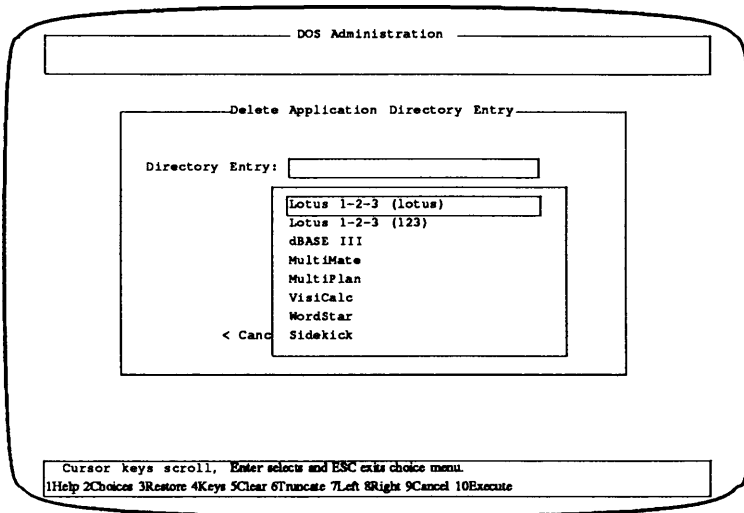 DOS Administration
Delete Application Directory Entry
Directory Entry:
Lotus 1-2-3 (lotus)
Lotus 1-2-3 (123)
dBASE III
MultiMate
MultiPlan
VisiCalc
WordStar
< Canc Sidekick
Cursor keys scroll, Enter selects and ESC exits choice menu.
1Help 2Choices 3Restore 4Keys 5Clear 6Truncate 7Left 8Right 9Cancel 10Execute